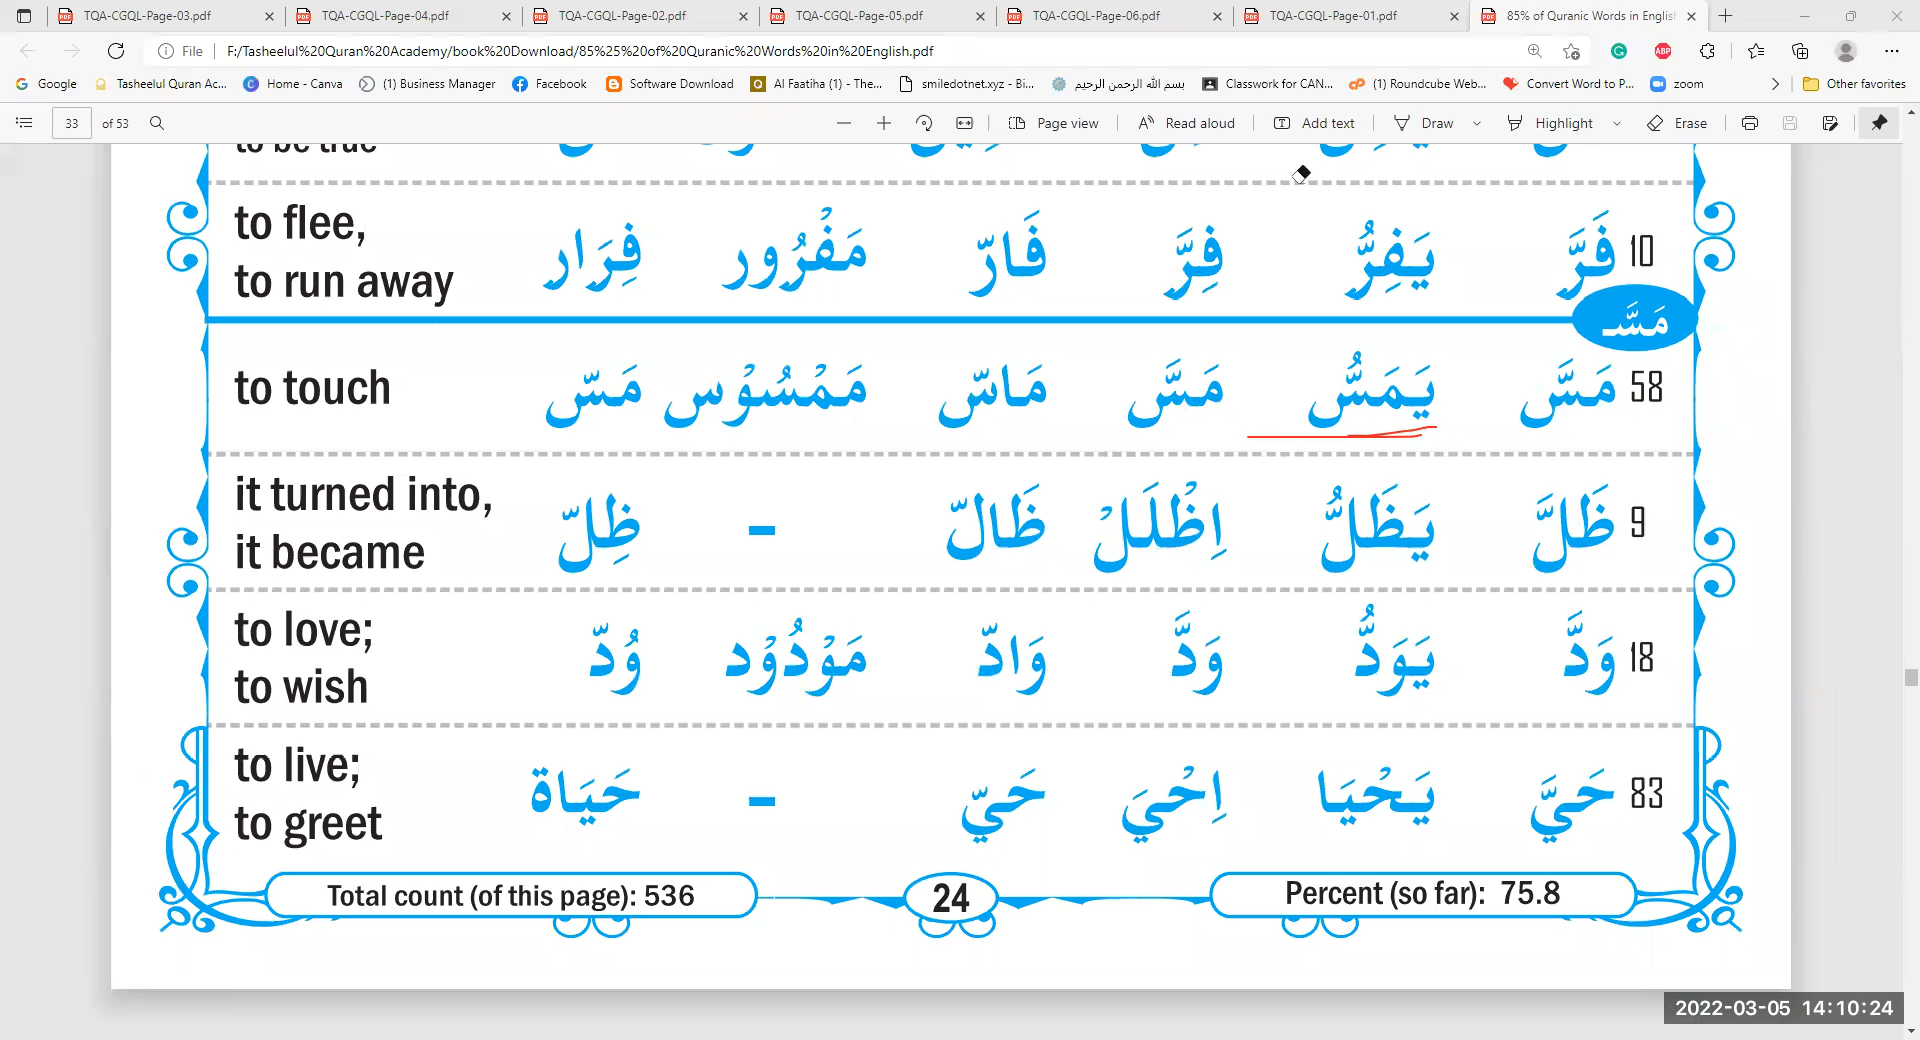 TQA-CGQL-Page-03.pdf TQA-CGQL-Page-04.pdf TQA-CGQL-Page-02.pdf TQA-CGQL-Page-05.pdf TQA-CGQL-Page-06.pdf TQA-CGQL-Page-01.pdf 85% of Quranic Words in English
File F:/Tasheelul%20Quran%20Academy/book%20Download/85%25%20of%20Quranic%20Words%20in%20English.pdf
Google Tasheelul Quran Ac... Home - Canva (1) Business Manager Facebook Software Download Al Faatiha (1) - The... smiledotnet.xyz - Bi... بسم الله الرحمن الرحيم Classwork for CAN... (1) Roundcube Web... Convert Word to P... zoom Other favorites
33 of 53 Page view Read aloud Add text Draw Highlight Erase
to be true
to flee,
to run away
10 فَرَّ يَفِرُّ فِرَّ فَارّ مَفْرُور فِرَار
مَسَّـ
to touch
58 مَسَّ يَمَسُّ مَسَّ مَاسّ مَمْسُوْس مَسّ
it turned into,
it became
9 ظَلَّ يَظَلُّ اِظْلَلْ ظَالّ - ظِلّ
to love;
to wish
18 وَدَّ يَوَدُّ وَدَّ وَادّ مَوْدُوْد وُدّ
to live;
to greet
83 حَيَّ يَحْيَا اِحْيَ حَيّ - حَيَاة
Total count (of this page): 536
24
Percent (so far): 75.8
2022-03-05 14:10:24